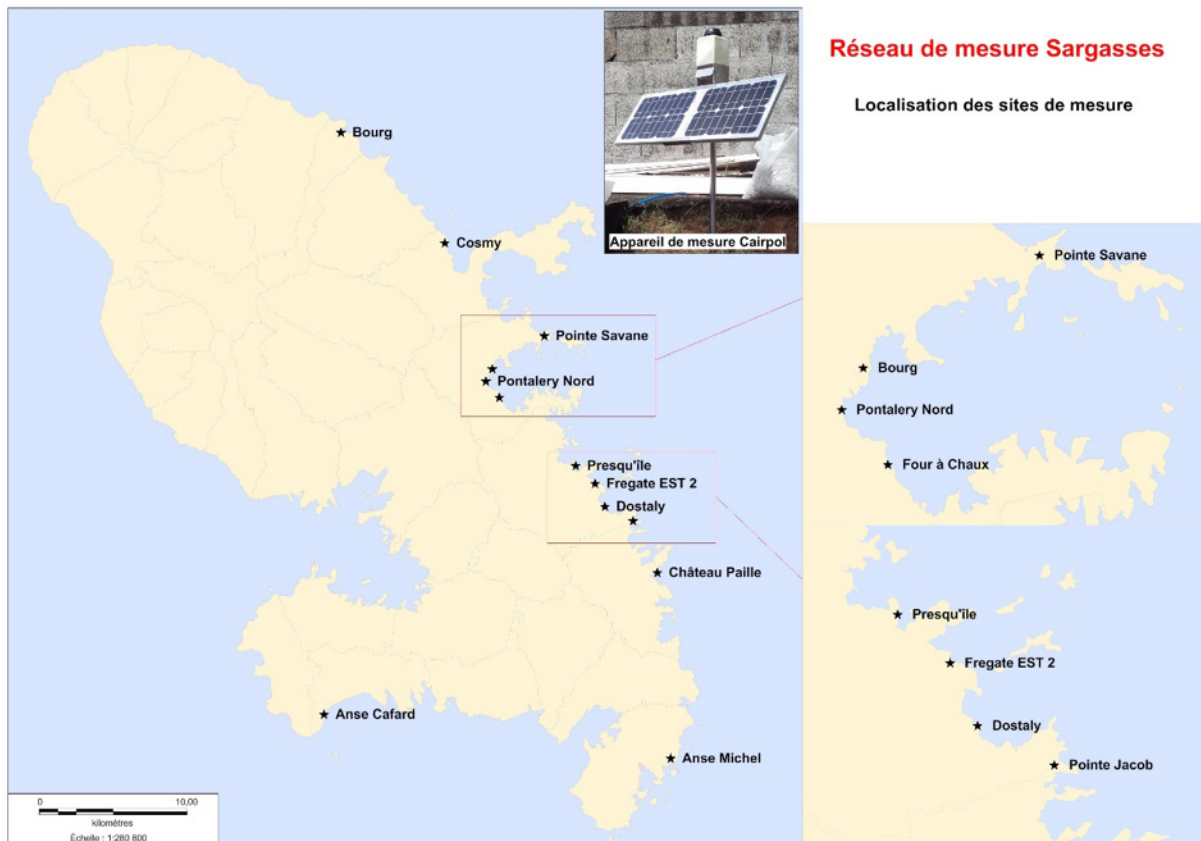 Réseau de mesure Sargasses
Localisation des sites de mesure
Appareil de mesure Cairpol
Bourg
Cosmy
Pointe Savane
Pontalery Nord
Presqu'île
Fregate EST 2
Dostaly
Château Paille
Anse Cafard
Anse Michel
0 10,00
kilomètres
Échelle : 1:280 800
Pointe Savane
Bourg
Pontalery Nord
Four à Chaux
Presqu'île
Fregate EST 2
Dostaly
Pointe Jacob